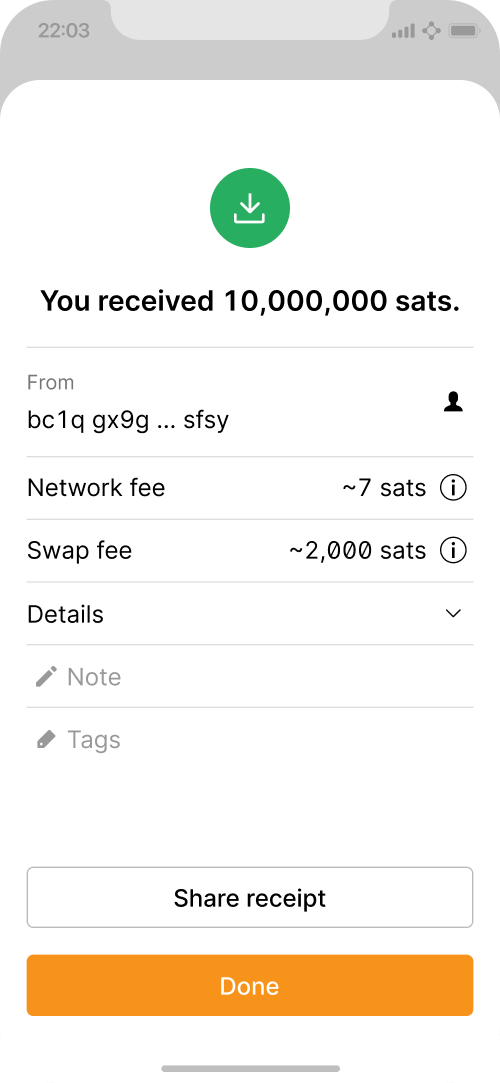 22:03
You received 10,000,000 sats.
From
bc1q gx9g ... sfsy
Network fee ~7 sats
Swap fee ~2,000 sats
Details
Note
Tags
Share receipt
Done